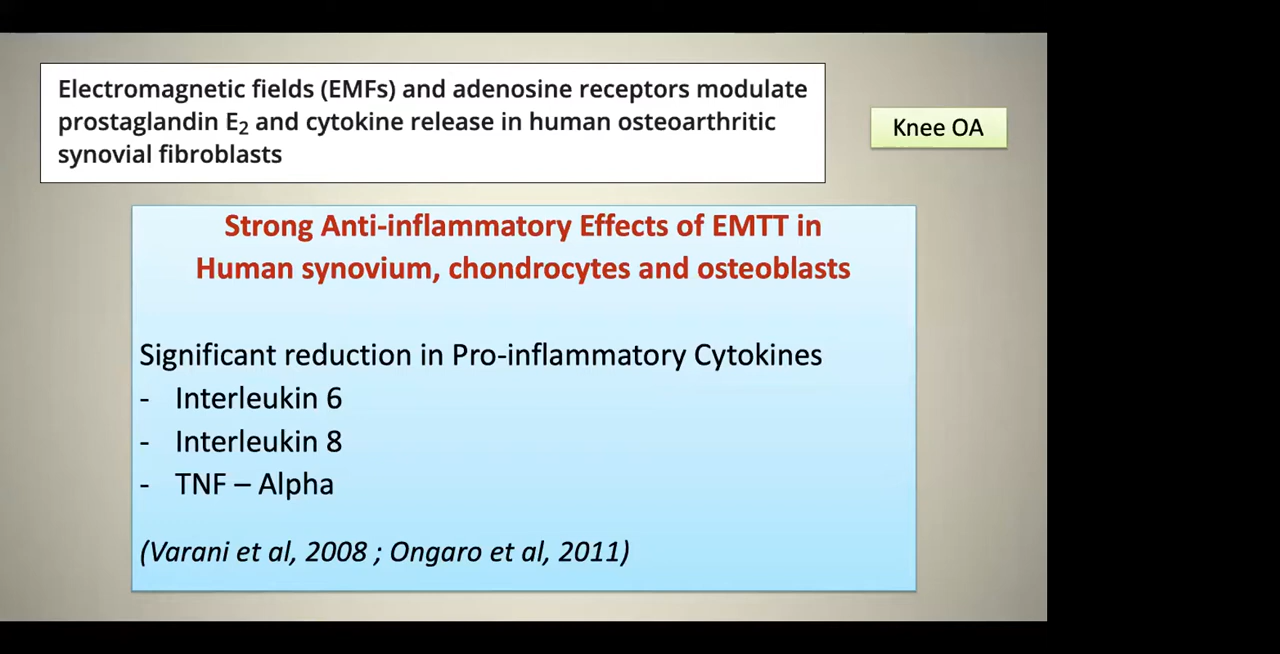 Electromagnetic fields (EMFs) and adenosine receptors modulate
prostaglandin E₂ and cytokine release in human osteoarthritic
synovial fibroblasts
Knee OA
Strong Anti-inflammatory Effects of EMTT in
Human synovium, chondrocytes and osteoblasts
Significant reduction in Pro-inflammatory Cytokines
- Interleukin 6
- Interleukin 8
- TNF – Alpha
(Varani et al, 2008 ; Ongaro et al, 2011)